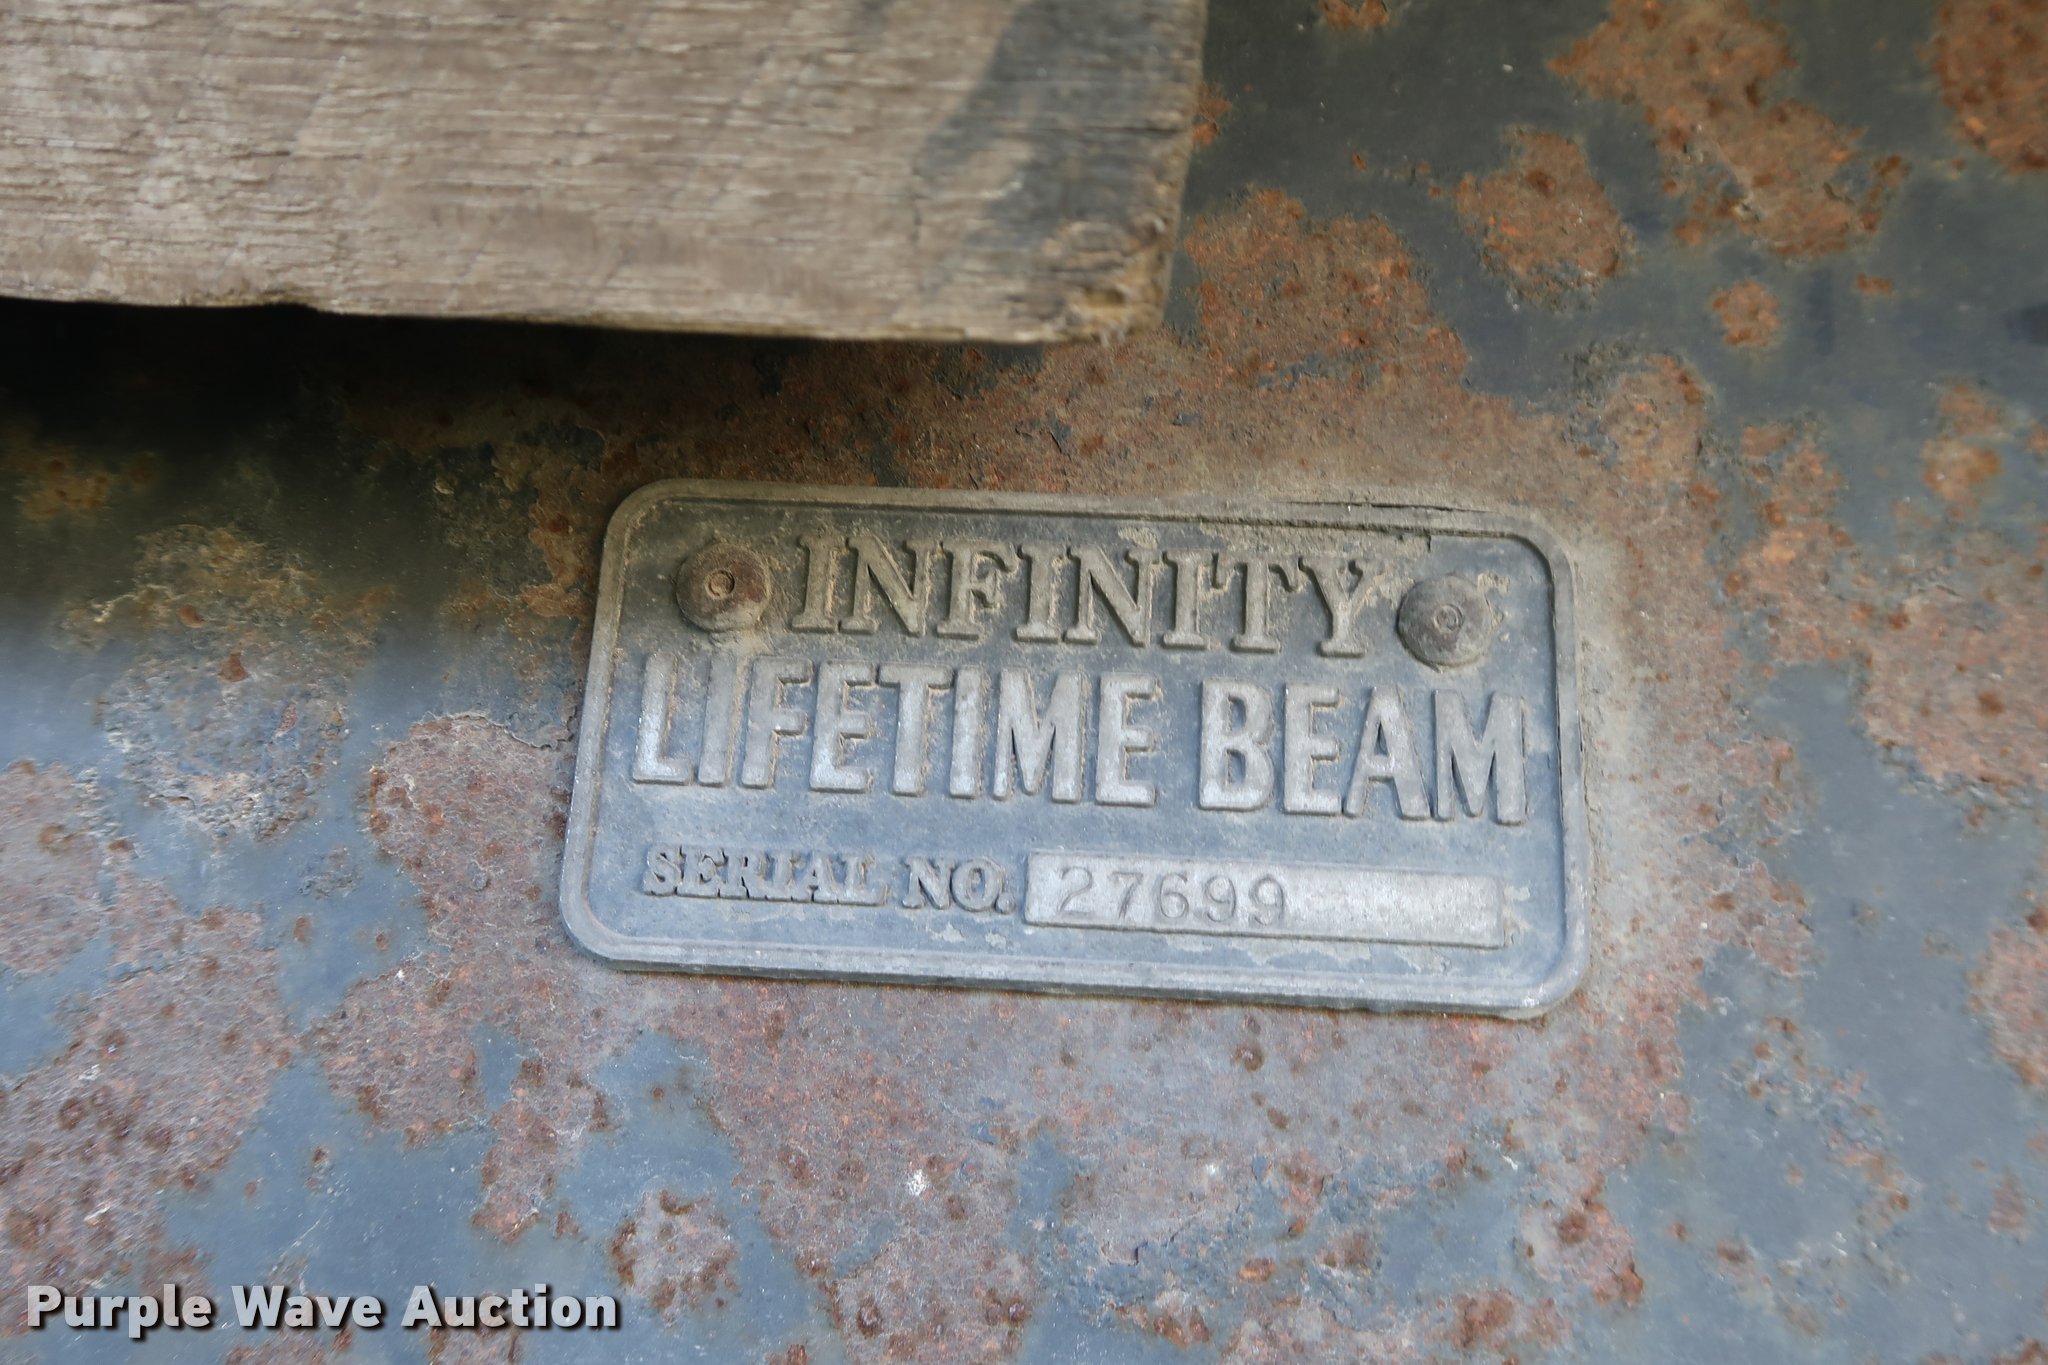 INFINITY
LIFETIME BEAM
SERIAL NO. 27699
Purple Wave Auction